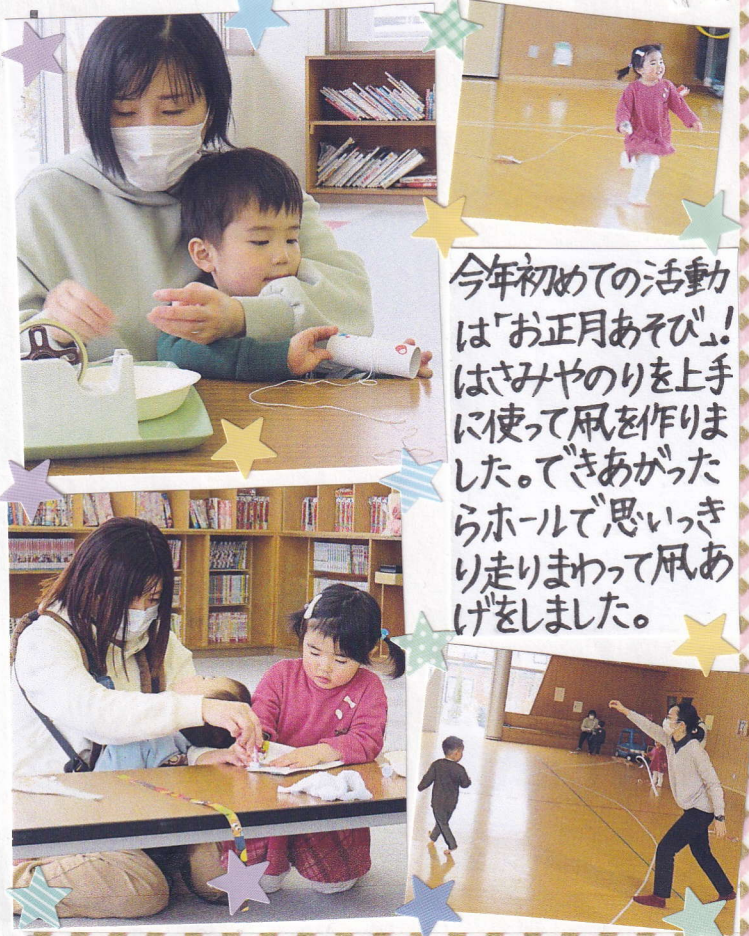 今年初めての活動
は「お正月あそび」!
はさみやのりを上手
に使って凧を作りま
した。できあがった
らホールで思いっき
り走りまわって凧あ
げをしました。